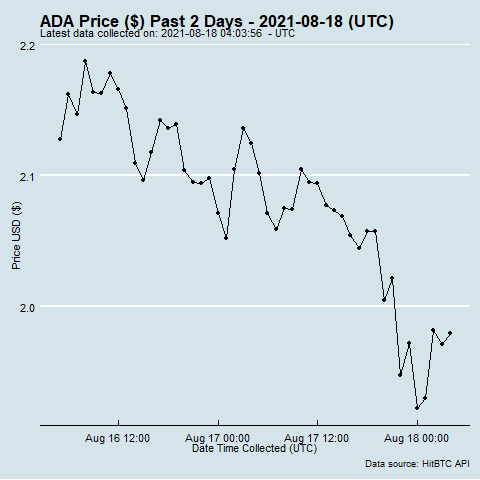 ADA Price ($) Past 2 Days - 2021-08-18 (UTC)
Latest data collected on: 2021-08-18 04:03:56 - UTC
2.2
2.1
2.0
Price USD ($)
Aug 16 12:00
Aug 17 00:00
Aug 17 12:00
Aug 18 00:00
Date Time Collected (UTC)
Data source: HitBTC API